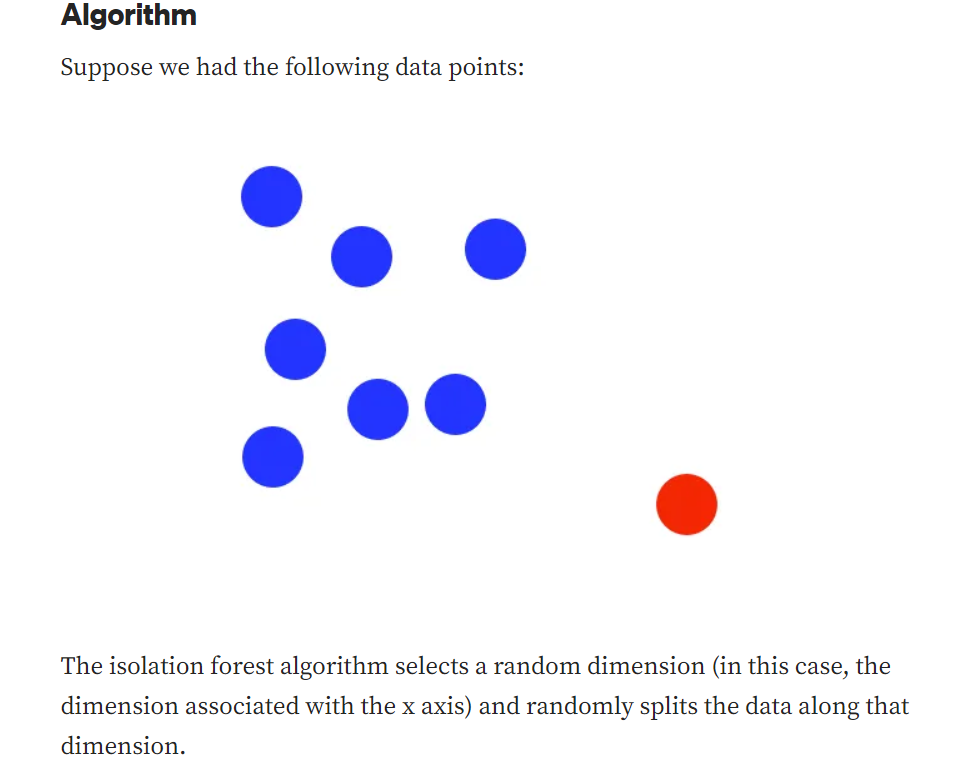 Algorithm
Suppose we had the following data points:
The isolation forest algorithm selects a random dimension (in this case, the
dimension associated with the x axis) and randomly splits the data along that
dimension.